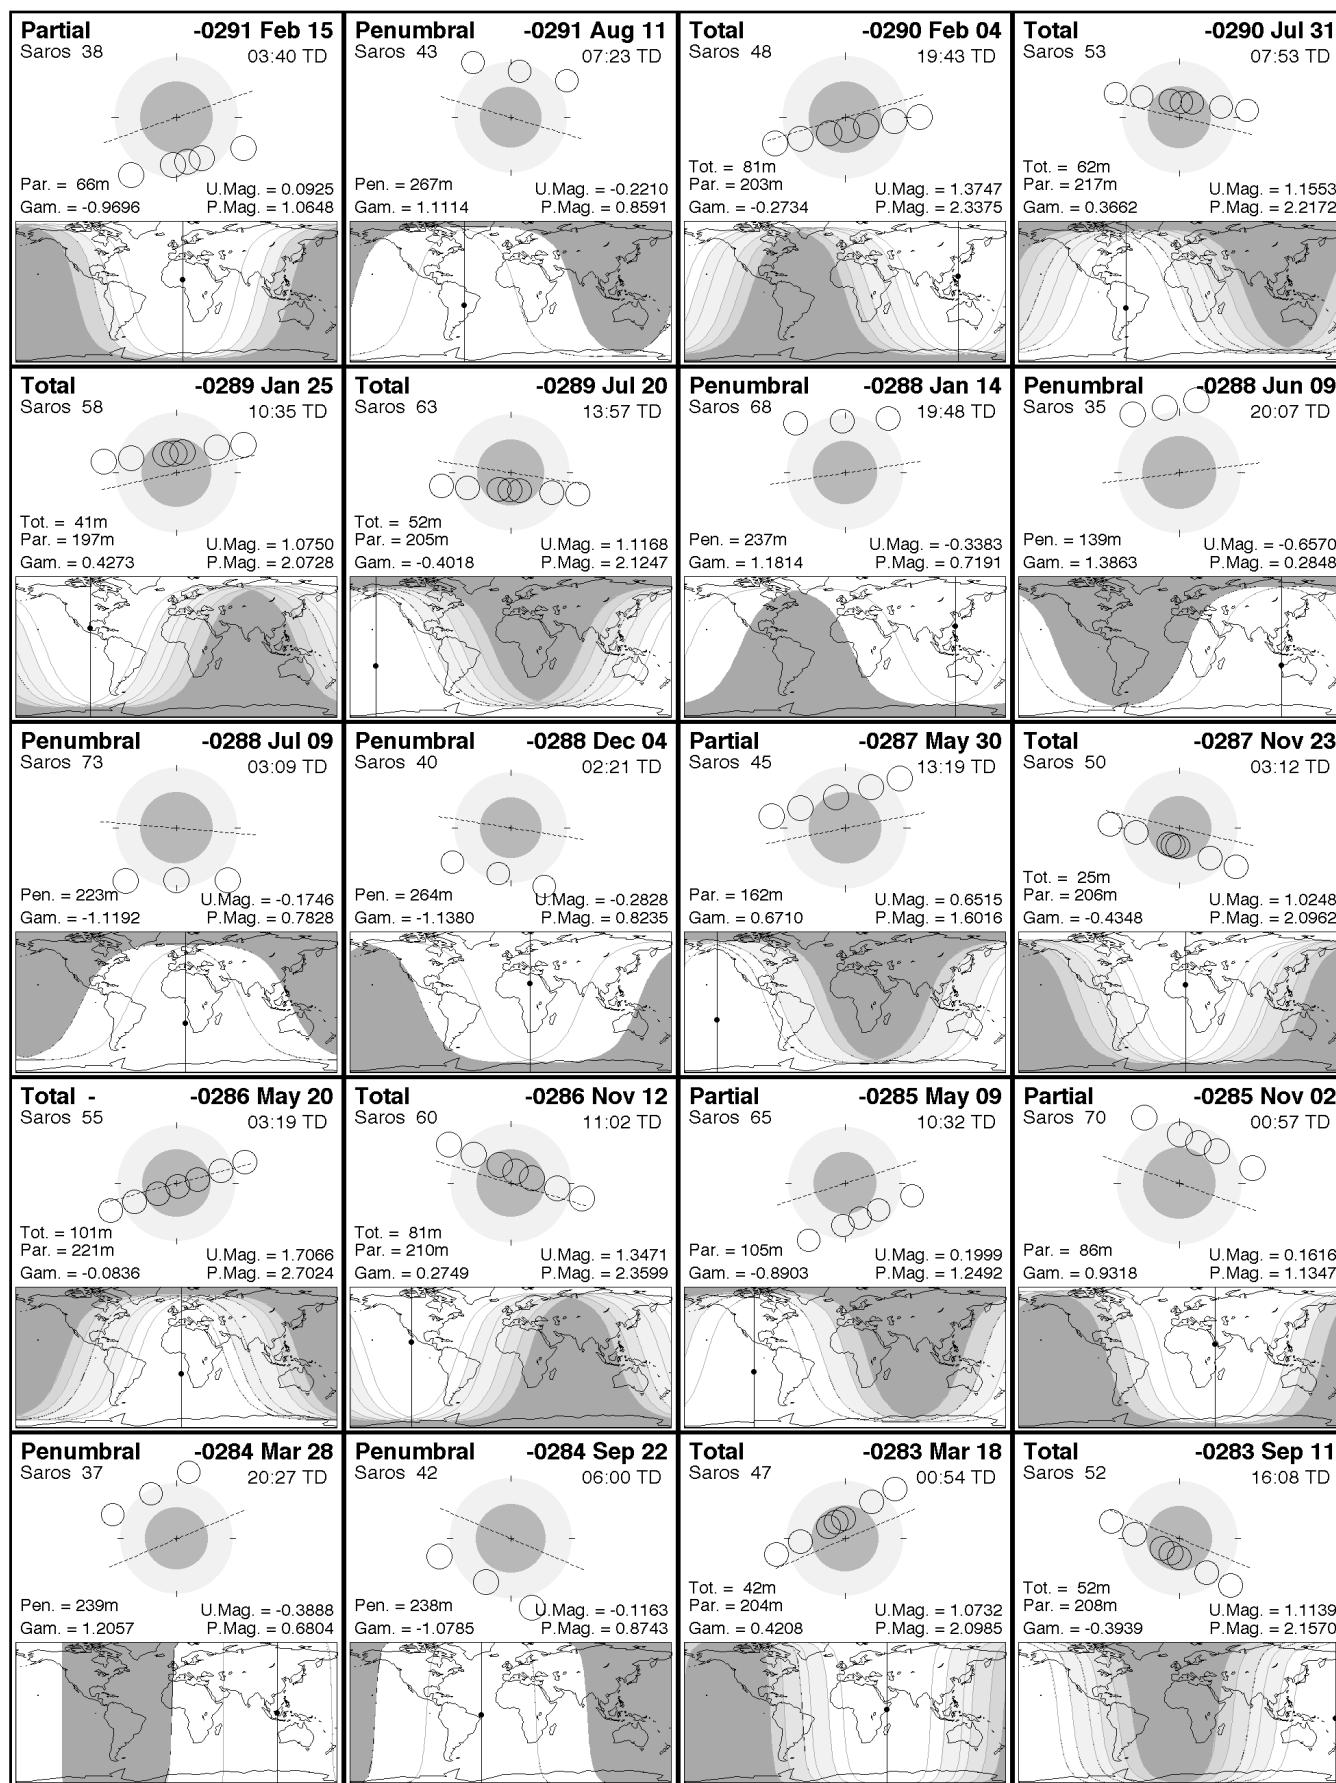 Partial -0291 Feb 15
Saros 38 03:40 TD
Par. = 66m U.Mag. = 0.0925
Gam. = -0.9696 P.Mag. = 1.0648
Penumbral -0291 Aug 11
Saros 43 07:23 TD
Pen. = 267m U.Mag. = -0.2210
Gam. = 1.1114 P.Mag. = 0.8591
Total -0290 Feb 04
Saros 48 19:43 TD
Tot. = 81m
Par. = 203m U.Mag. = 1.3747
Gam. = -0.2734 P.Mag. = 2.3375
Total -0290 Jul 31
Saros 53 07:53 TD
Tot. = 62m
Par. = 217m U.Mag. = 1.1553
Gam. = 0.3662 P.Mag. = 2.2172
Total -0289 Jan 25
Saros 58 10:35 TD
Tot. = 41m
Par. = 197m U.Mag. = 1.0750
Gam. = 0.4273 P.Mag. = 2.0728
Total -0289 Jul 20
Saros 63 13:57 TD
Tot. = 52m
Par. = 205m U.Mag. = 1.1168
Gam. = -0.4018 P.Mag. = 2.1247
Penumbral -0288 Jan 14
Saros 68 19:48 TD
Pen. = 237m U.Mag. = -0.3383
Gam. = 1.1814 P.Mag. = 0.7191
Penumbral -0288 Jun 09
Saros 35 20:07 TD
Pen. = 139m U.Mag. = -0.6570
Gam. = 1.3863 P.Mag. = 0.2848
Penumbral -0288 Jul 09
Saros 73 03:09 TD
Pen. = 223m U.Mag. = -0.1746
Gam. = -1.1192 P.Mag. = 0.7828
Penumbral -0288 Dec 04
Saros 40 02:21 TD
Pen. = 264m U.Mag. = -0.2828
Gam. = -1.1380 P.Mag. = 0.8235
Partial -0287 May 30
Saros 45 13:19 TD
Par. = 162m U.Mag. = 0.6515
Gam. = 0.6710 P.Mag. = 1.6016
Total -0287 Nov 23
Saros 50 03:12 TD
Tot. = 25m
Par. = 206m U.Mag. = 1.0248
Gam. = -0.4348 P.Mag. = 2.0962
Total - -0286 May 20
Saros 55 03:19 TD
Tot. = 101m
Par. = 221m U.Mag. = 1.7066
Gam. = -0.0836 P.Mag. = 2.7024
Total -0286 Nov 12
Saros 60 11:02 TD
Tot. = 81m
Par. = 210m U.Mag. = 1.3471
Gam. = 0.2749 P.Mag. = 2.3599
Partial -0285 May 09
Saros 65 10:32 TD
Par. = 105m U.Mag. = 0.1999
Gam. = -0.8903 P.Mag. = 1.2492
Partial -0285 Nov 02
Saros 70 00:57 TD
Par. = 86m U.Mag. = 0.1616
Gam. = 0.9318 P.Mag. = 1.1347
Penumbral -0284 Mar 28
Saros 37 20:27 TD
Pen. = 239m U.Mag. = -0.3888
Gam. = 1.2057 P.Mag. = 0.6804
Penumbral -0284 Sep 22
Saros 42 06:00 TD
Pen. = 238m U.Mag. = -0.1163
Gam. = -1.0785 P.Mag. = 0.8743
Total -0283 Mar 18
Saros 47 00:54 TD
Tot. = 42m
Par. = 204m U.Mag. = 1.0732
Gam. = 0.4208 P.Mag. = 2.0985
Total -0283 Sep 11
Saros 52 16:08 TD
Tot. = 52m
Par. = 208m U.Mag. = 1.1139
Gam. = -0.3939 P.Mag. = 2.1570